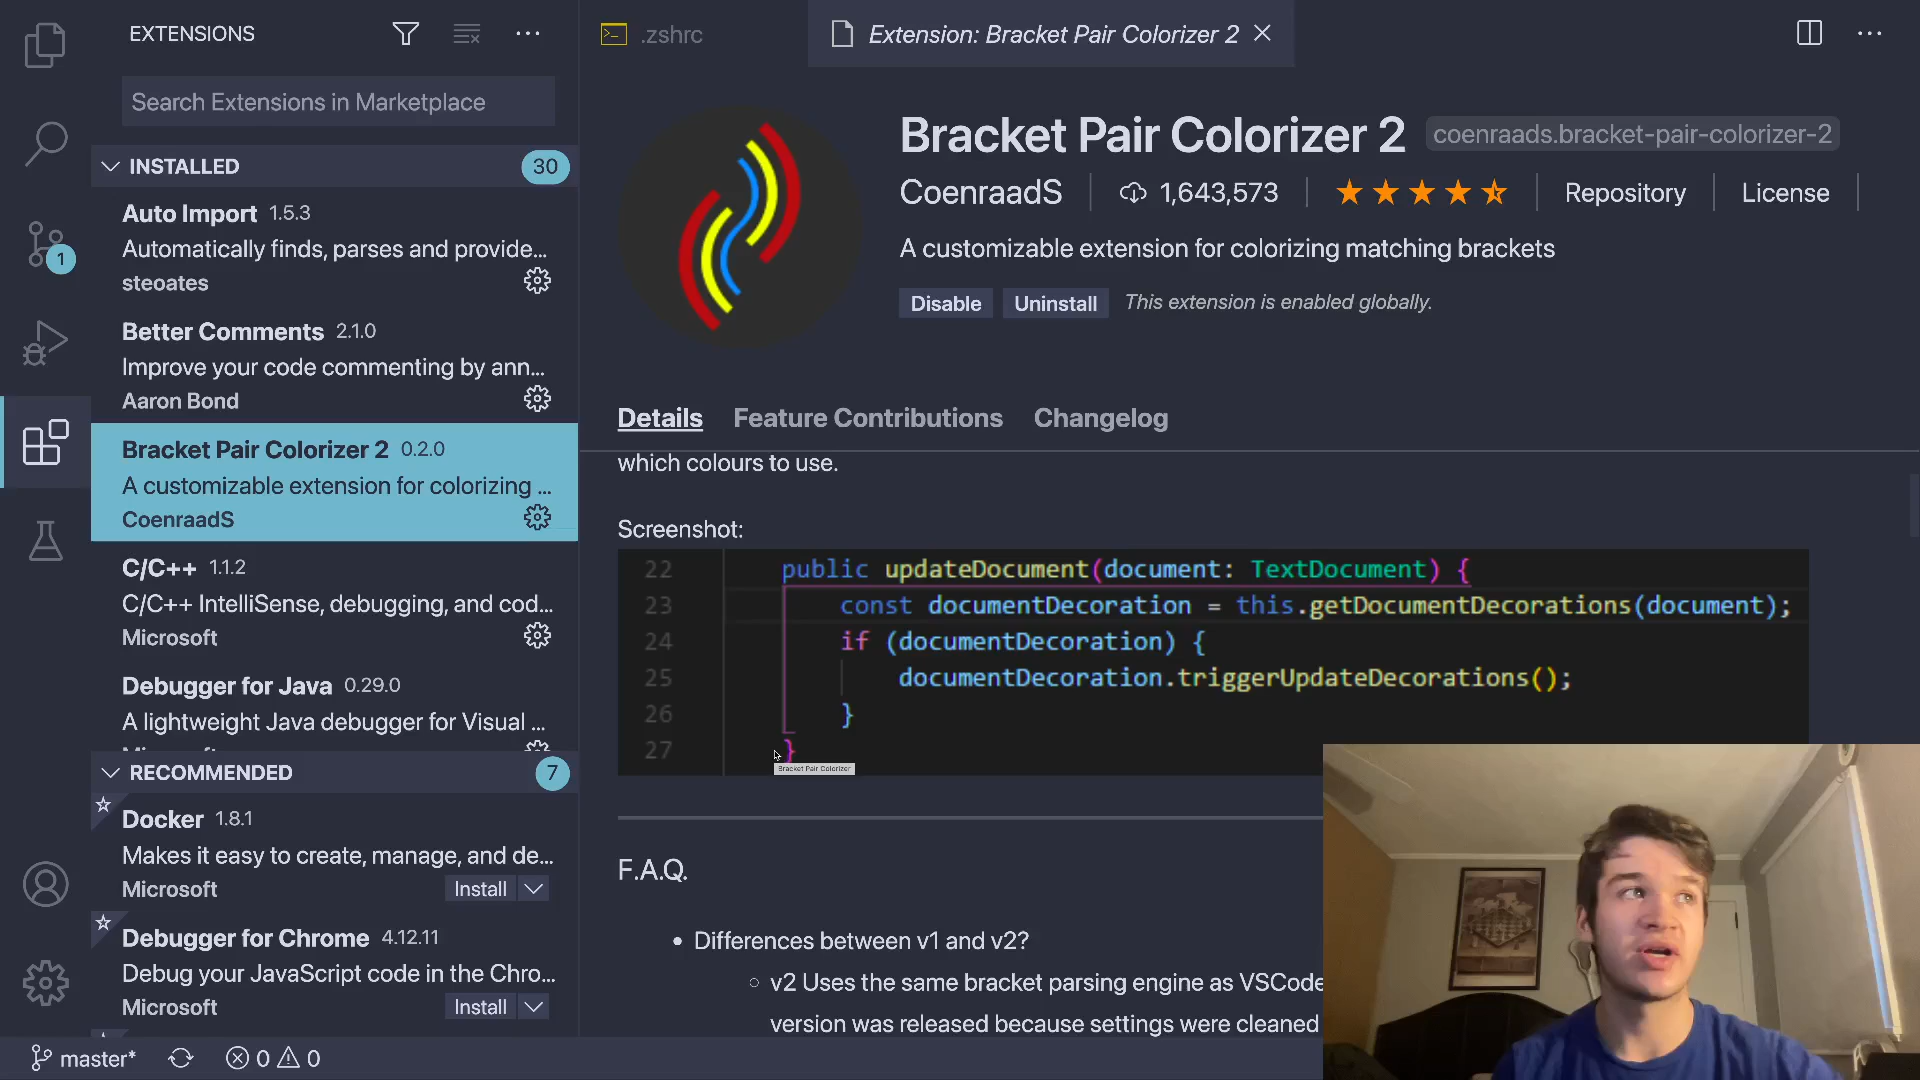 EXTENSIONS
Search Extensions in Marketplace
INSTALLED 30
Auto Import 1.5.3
Automatically finds, parses and provide...
steoates
Better Comments 2.1.0
Improve your code commenting by ann...
Aaron Bond
Bracket Pair Colorizer 2 0.2.0
A customizable extension for colorizing ...
CoenraadS
C/C++ 1.1.2
C/C++ IntelliSense, debugging, and cod...
Microsoft
Debugger for Java 0.29.0
A lightweight Java debugger for Visual ...
RECOMMENDED 7
Docker 1.8.1
Makes it easy to create, manage, and de...
Microsoft Install
Debugger for Chrome 4.12.11
Debug your JavaScript code in the Chro...
Microsoft Install
1
master* 0 0
.zshrc
Extension: Bracket Pair Colorizer 2
Bracket Pair Colorizer 2 coenraads.bracket-pair-colorizer-2
CoenraadS 1,643,573 Repository License
A customizable extension for colorizing matching brackets
Disable Uninstall This extension is enabled globally.
Details Feature Contributions Changelog
which colours to use.
Screenshot:
22 public updateDocument(document: TextDocument) {
23 const documentDecoration = this.getDocumentDecorations(document);
24 if (documentDecoration) {
25 documentDecoration.triggerUpdateDecorations();
26 }
27 }
Bracket Pair Colorizer
F.A.Q.
• Differences between v1 and v2?
○ v2 Uses the same bracket parsing engine as VSCode
version was released because settings were cleaned